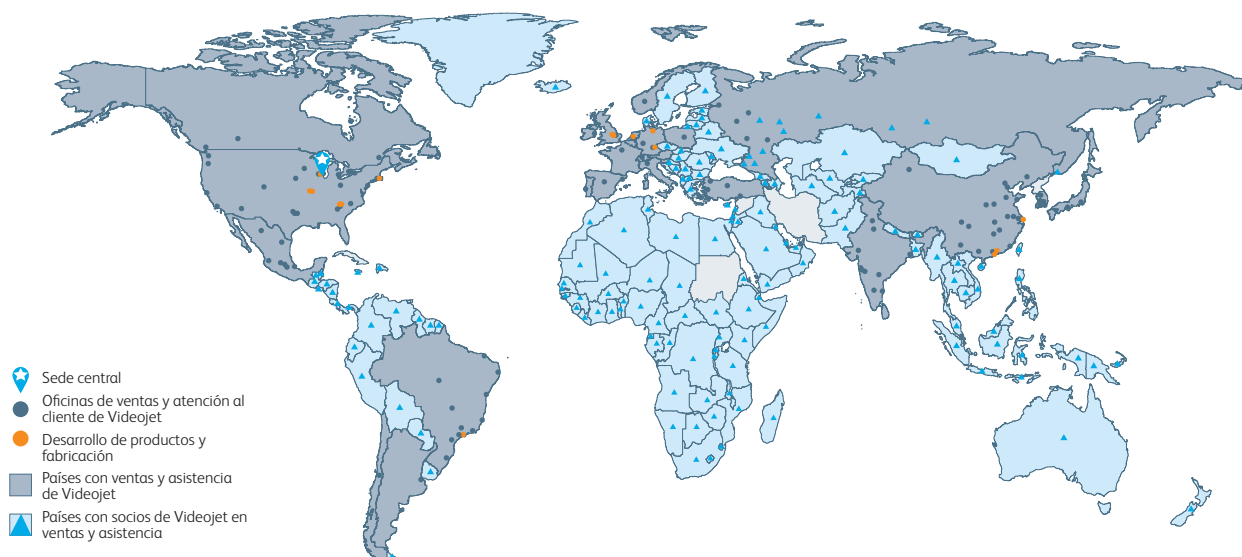 Sede central
Oficinas de ventas y atención al
cliente de Videojet
Desarrollo de productos y
fabricación
Países con ventas y asistencia
de Videojet
Países con socios de Videojet en
ventas y asistencia